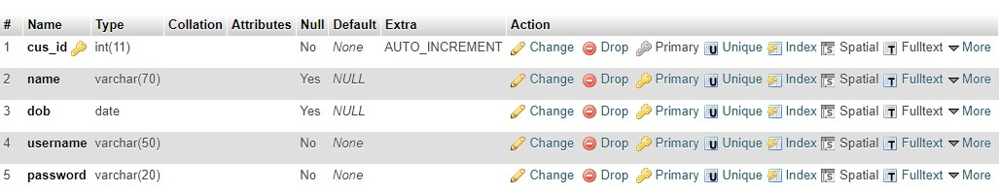 # Name Type Collation Attributes Null Default Extra Action
1 cus_id int(11) No None AUTO_INCREMENT Change Drop Primary Unique Index Spatial Fulltext More
2 name varchar(70) Yes NULL Change Drop Primary Unique Index Spatial Fulltext More
3 dob date Yes NULL Change Drop Primary Unique Index Spatial Fulltext More
4 username varchar(50) No None Change Drop Primary Unique Index Spatial Fulltext More
5 password varchar(20) No None Change Drop Primary Unique Index Spatial Fulltext More